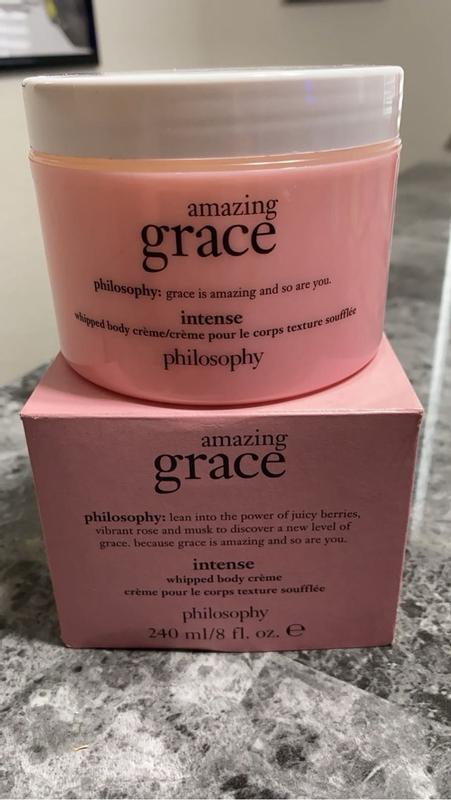 amazing
grace
philosophy: grace is amazing and so are you.
intense
whipped body crème/crème pour le corps texture soufflée
philosophy
amazing
grace
philosophy: lean into the power of juicy berries,
vibrant rose and musk to discover a new level of
grace. because grace is amazing and so are you.
intense
whipped body crème
crème pour le corps texture soufflée
philosophy
240 ml/8 fl. oz. ℮